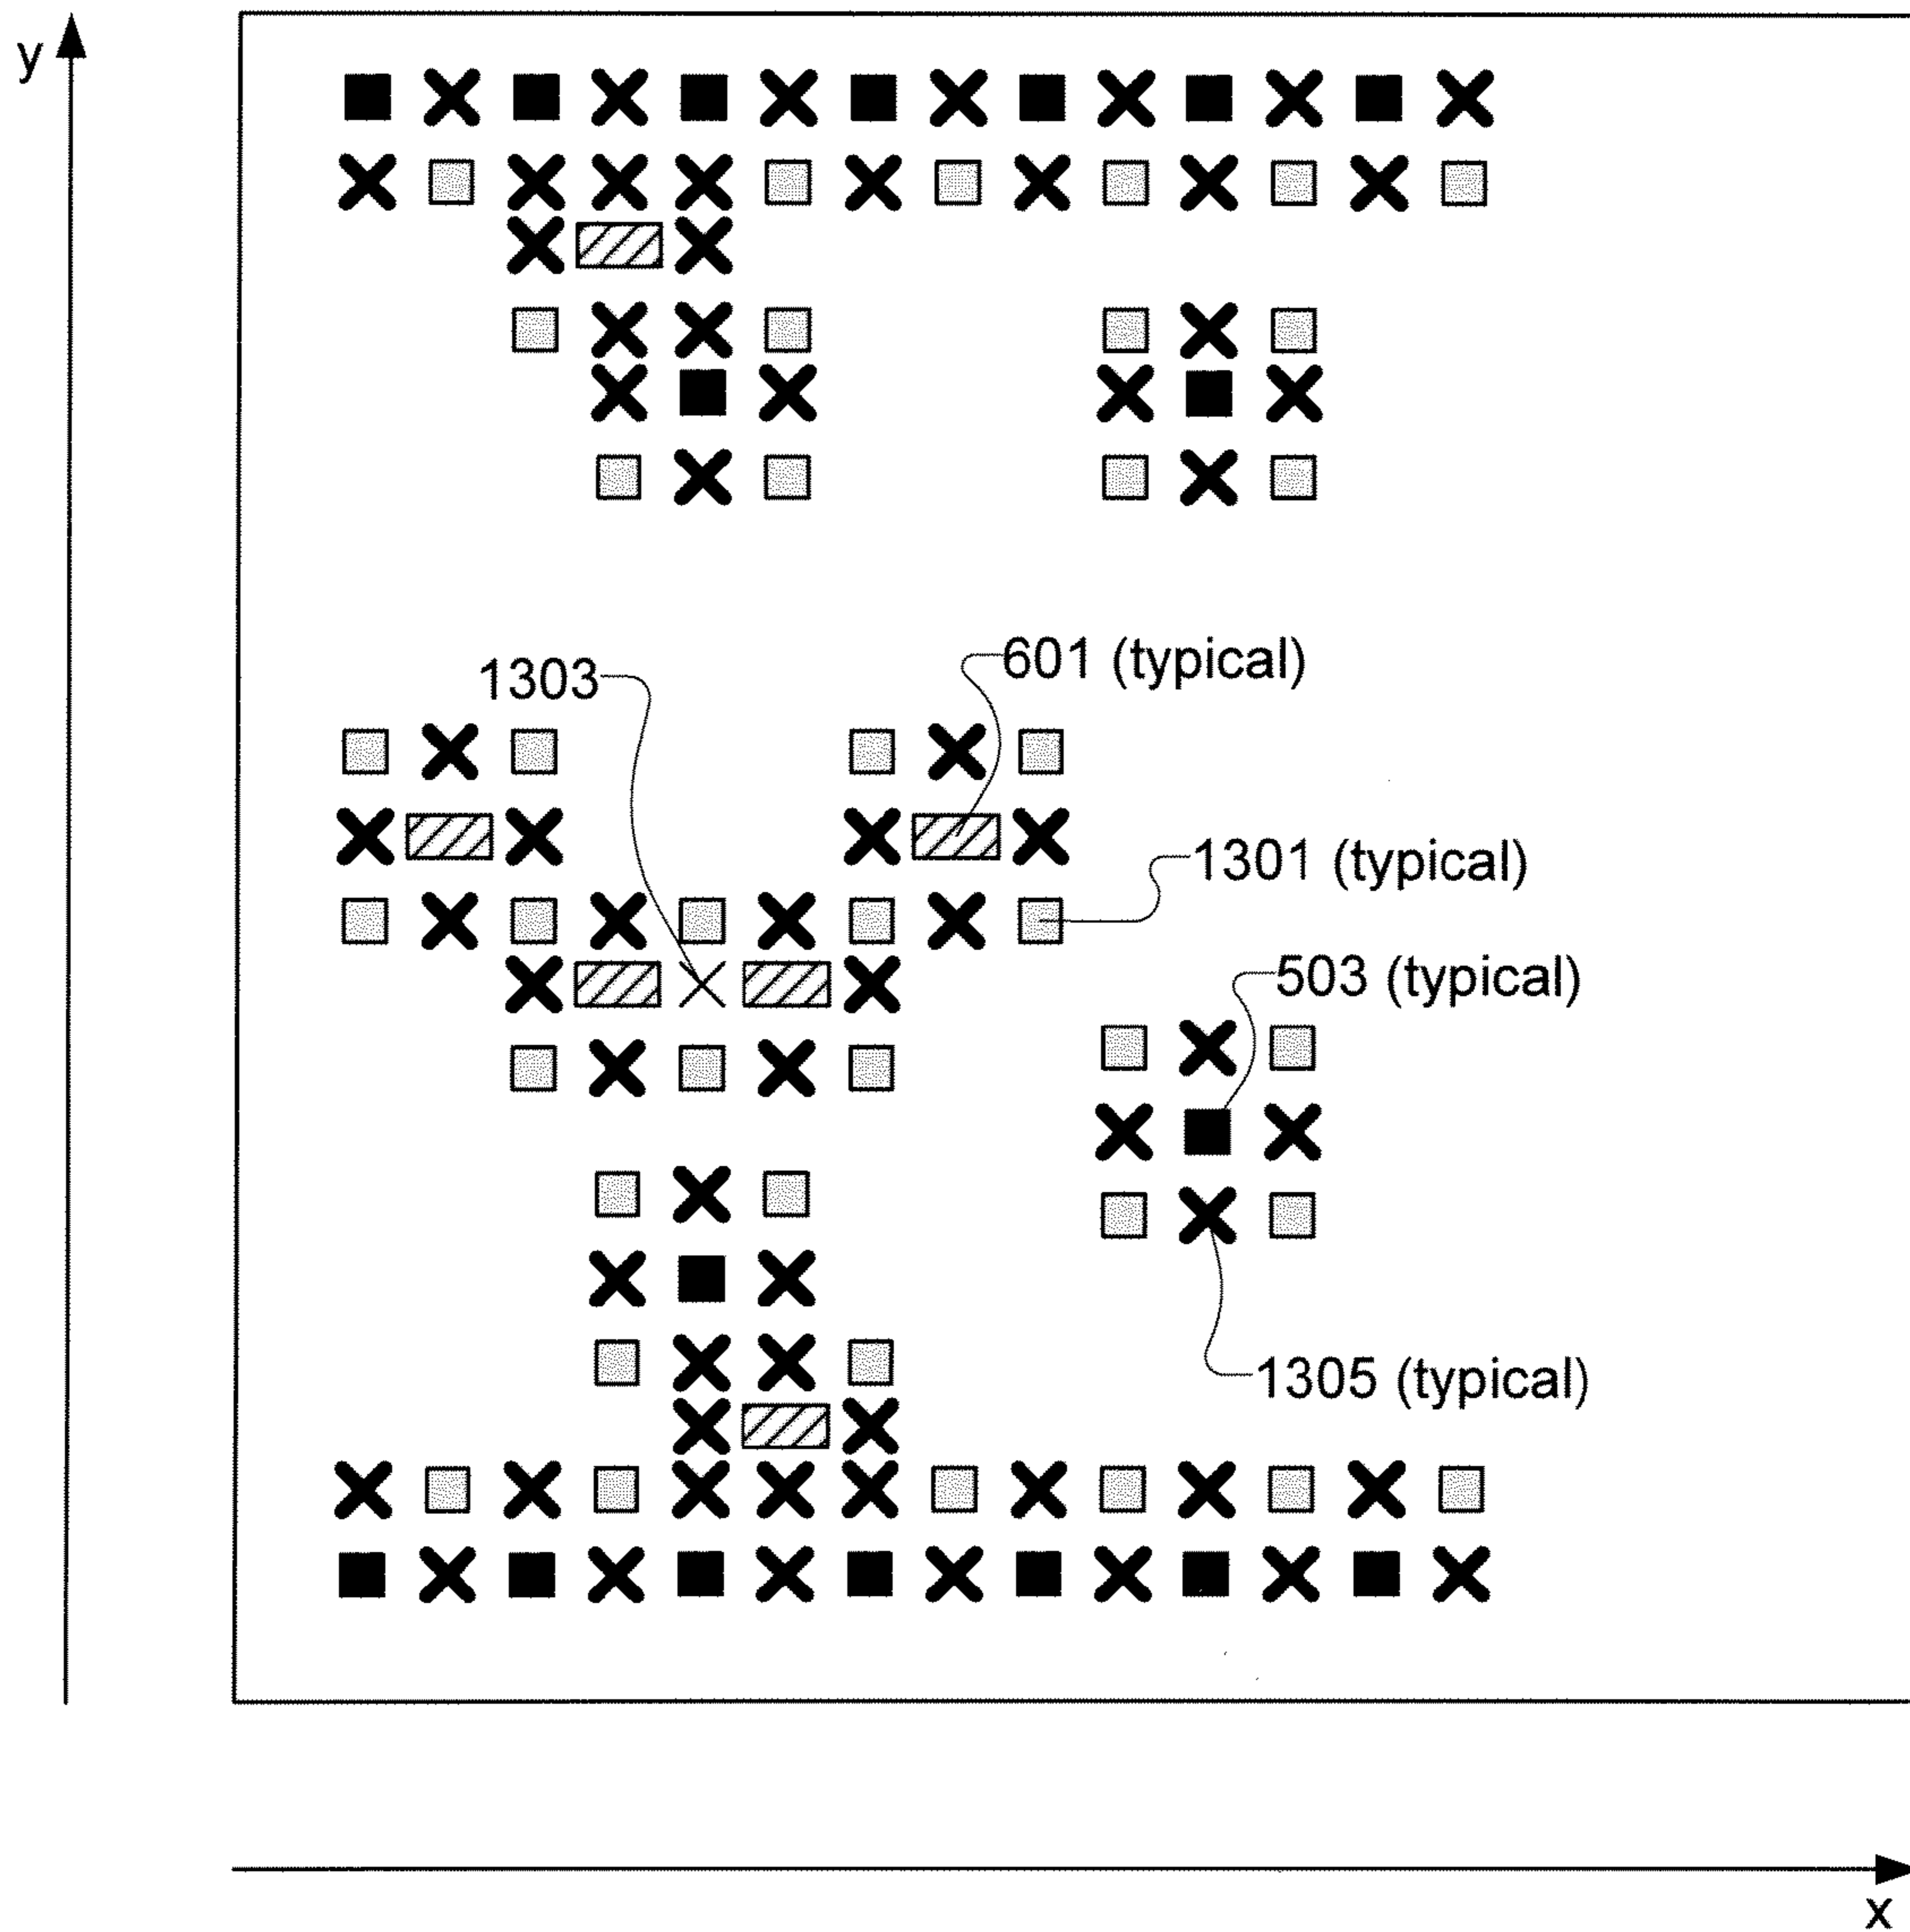 y
601 (typical)
1303
1301 (typical)
503 (typical)
1305 (typical)
x